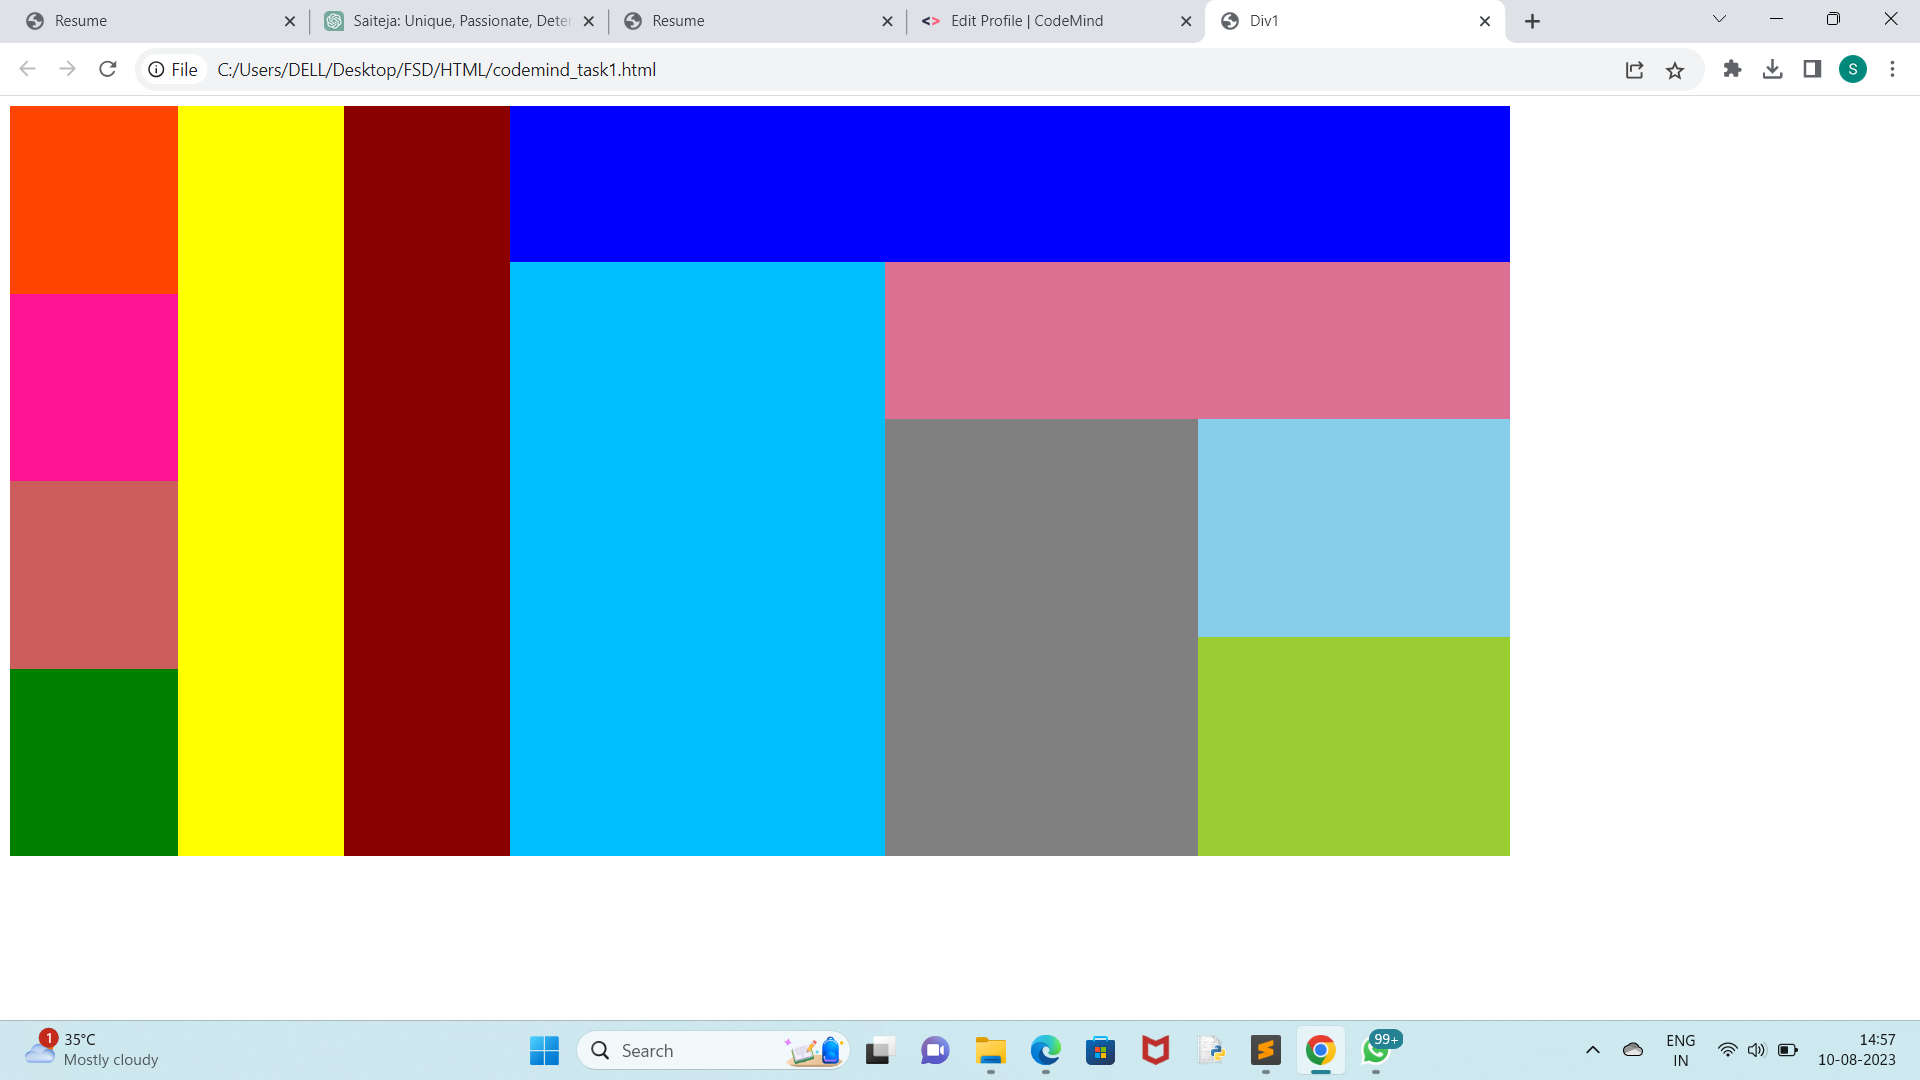 Resume
Saiteja: Unique, Passionate, Deter
Resume
<> Edit Profile | CodeMind
Div1
File C:/Users/DELL/Desktop/FSD/HTML/codemind_task1.html
S
1
35°C
Mostly cloudy
Search
99+
ENG
IN
14:57
10-08-2023